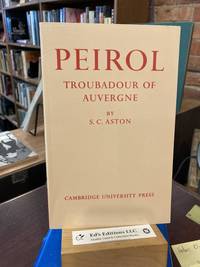 PEIROL
TROUBADOUR OF
AUVERGNE
BY
S. C. ASTON
CAMBRIDGE UNIVERSITY PRESS
Ed's Editions LLC